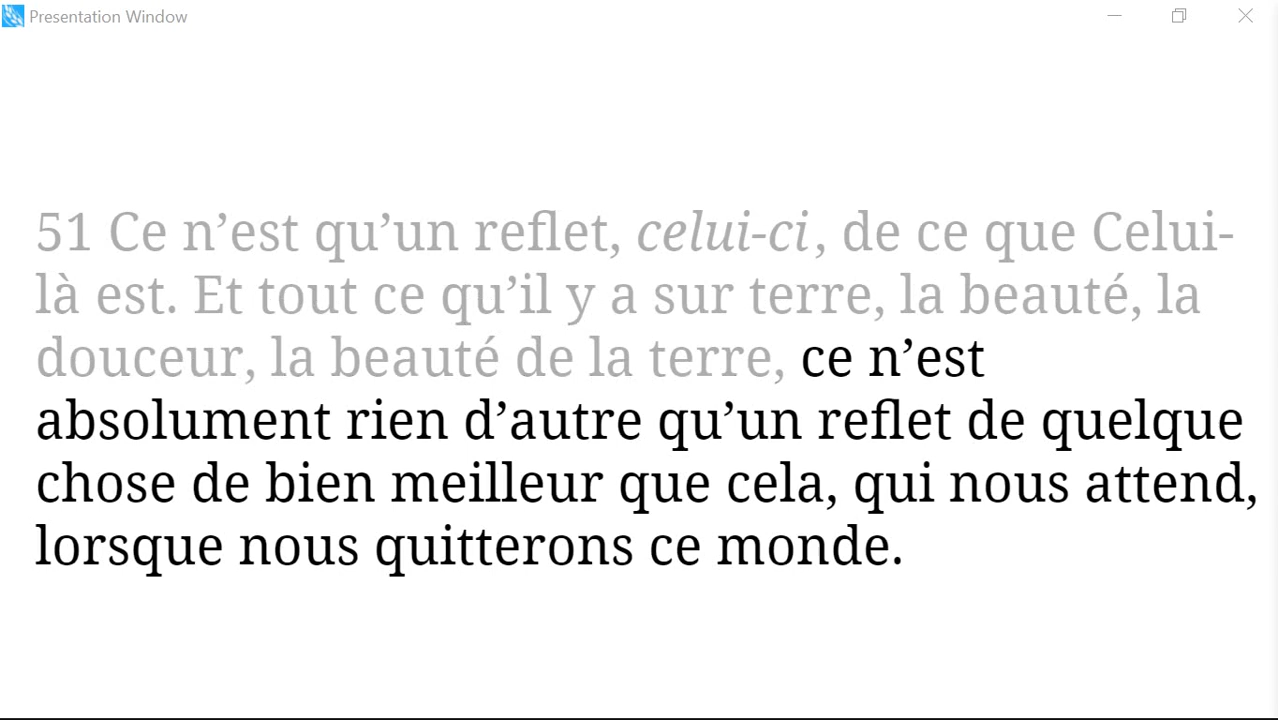 Presentation Window
51 Ce n’est qu’un reflet, celui-ci, de ce que Celui-
là est. Et tout ce qu’il y a sur terre, la beauté, la
douceur, la beauté de la terre, ce n’est
absolument rien d’autre qu’un reflet de quelque
chose de bien meilleur que cela, qui nous attend,
lorsque nous quitterons ce monde.